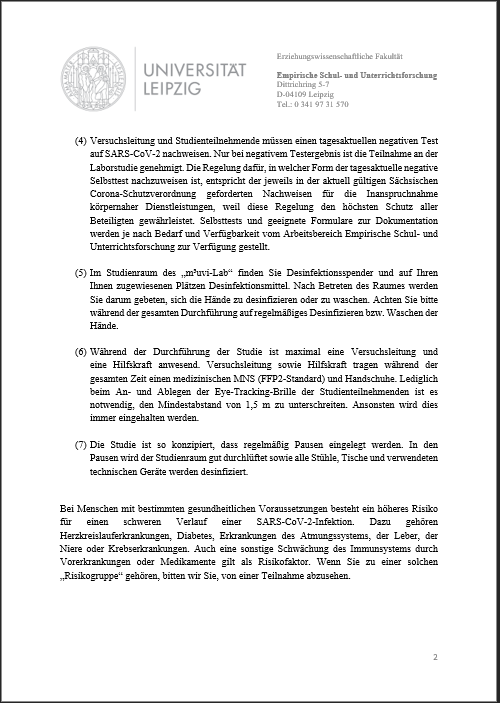 UNIVERSITÄT
LEIPZIG
Erziehungswissenschaftliche Fakultät
Empirische Schul- und Unterrichtsforschung
Dittrichring 5-7
D-04109 Leipzig
Tel.: 0 341 97 31 570
(4) Versuchsleitung und Studienteilnehmende müssen einen tagesaktuellen negativen Test
auf SARS-CoV-2 nachweisen. Nur bei negativem Testergebnis ist die Teilnahme an der
Laborstudie genehmigt. Die Regelung dafür, in welcher Form der tagesaktuelle negative
Selbsttest nachzuweisen ist, entspricht der jeweils in der aktuell gültigen Sächsischen
Corona-Schutzverordnung geforderten Nachweisen für die Inanspruchnahme
körpernaher Dienstleistungen, weil diese Regelung den höchsten Schutz aller
Beteiligten gewährleistet. Selbsttests und geeignete Formulare zur Dokumentation
werden je nach Bedarf und Verfügbarkeit vom Arbeitsbereich Empirische Schul- und
Unterrichtsforschung zur Verfügung gestellt.
(5) Im Studienraum des „m³uvi-Lab“ finden Sie Desinfektionsspender und auf Ihren
Ihnen zugewiesenen Plätzen Desinfektionsmittel. Nach Betreten des Raumes werden
Sie darum gebeten, sich die Hände zu desinfizieren oder zu waschen. Achten Sie bitte
während der gesamten Durchführung auf regelmäßiges Desinfizieren bzw. Waschen der
Hände.
(6) Während der Durchführung der Studie ist maximal eine Versuchsleitung und
eine Hilfskraft anwesend. Versuchsleitung sowie Hilfskraft tragen während der
gesamten Zeit einen medizinischen MNS (FFP2-Standard) und Handschuhe. Lediglich
beim An- und Ablegen der Eye-Tracking-Brille der Studienteilnehmenden ist es
notwendig, den Mindestabstand von 1,5 m zu unterschreiten. Ansonsten wird dies
immer eingehalten werden.
(7) Die Studie ist so konzipiert, dass regelmäßig Pausen eingelegt werden. In den
Pausen wird der Studienraum gut durchlüftet sowie alle Stühle, Tische und verwendeten
technischen Geräte werden desinfiziert.
Bei Menschen mit bestimmten gesundheitlichen Voraussetzungen besteht ein höheres Risiko
für einen schweren Verlauf einer SARS-CoV-2-Infektion. Dazu gehören
Herzkreislauferkrankungen, Diabetes, Erkrankungen des Atmungssystems, der Leber, der
Niere oder Krebserkrankungen. Auch eine sonstige Schwächung des Immunsystems durch
Vorerkrankungen oder Medikamente gilt als Risikofaktor. Wenn Sie zu einer solchen
„Risikogruppe“ gehören, bitten wir Sie, von einer Teilnahme abzusehen.
2